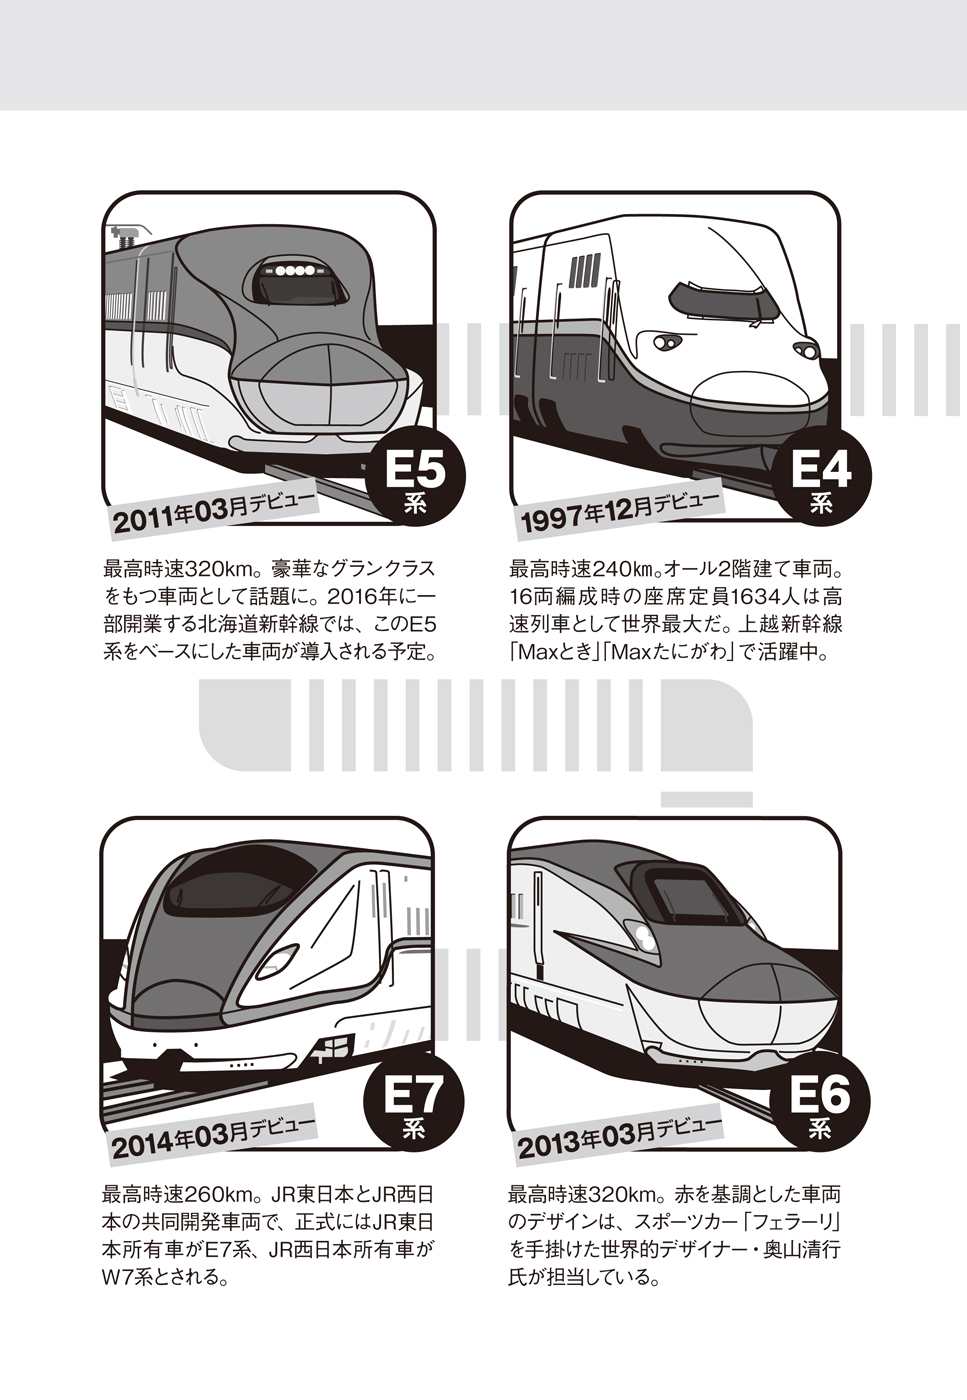 E5
系
2011年03月デビュー
最高時速320km。豪華なグランクラス
をもつ車両として話題に。2016年に一
部開業する北海道新幹線では、このE5
系をベースにした車両が導入される予定。
E4
系
1997年12月デビュー
最高時速240㎞。オール2階建て車両。
16両編成時の座席定員1634人は高
速列車として世界最大だ。上越新幹線
「Maxとき」「Maxたにがわ」で活躍中。
E7
系
2014年03月デビュー
最高時速260km。JR東日本とJR西日
本の共同開発車両で、正式にはJR東日
本所有車がE7系、JR西日本所有車が
W7系とされる。
E6
系
2013年03月デビュー
最高時速320km。赤を基調とした車両
のデザインは、スポーツカー「フェラーリ」
を手掛けた世界的デザイナー・奥山清行
氏が担当している。